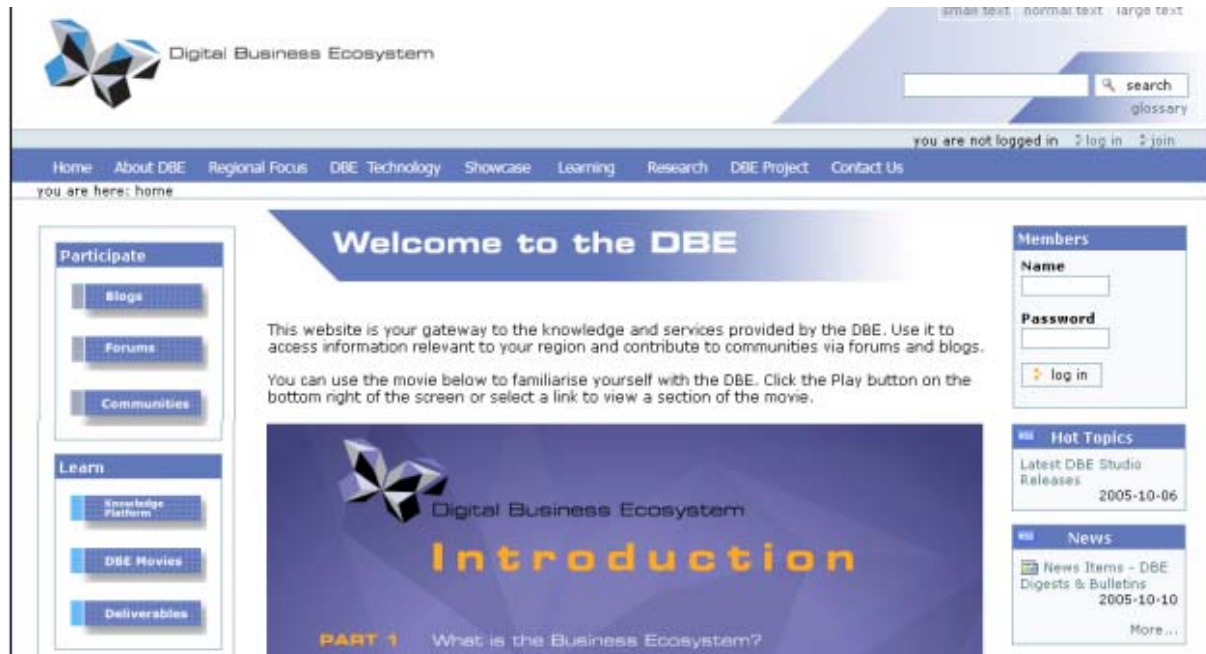 small text normal text large text
Digital Business Ecosystem
search
glossary
you are not logged in log in join
Home About DBE Regional Focus DBE Technology Showcase Learning Research DBE Project Contact Us
you are here: home
Participate
Blogs
Forums
Communities
Learn
Knowledge
Platform
DBE Movies
Deliverables
Welcome to the DBE
This website is your gateway to the knowledge and services provided by the DBE. Use it to
access information relevant to your region and contribute to communities via forums and blogs.
You can use the movie below to familiarise yourself with the DBE. Click the Play button on the
bottom right of the screen or select a link to view a section of the movie.
Digital Business Ecosystem
Introduction
PART 1 What is the Business Ecosystem?
Members
Name
Password
log in
Hot Topics
Latest DBE Studio
Releases
2005-10-06
News
News Items - DBE
Digests & Bulletins
2005-10-10
More...